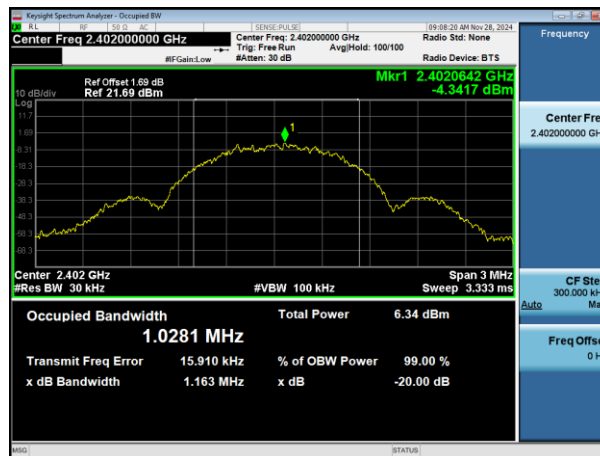 Keysight Spectrum Analyzer - Occupied BW
RL RF 50 Ω AC SENSE:PULSE 09:08:20 AM Nov 28, 2024
Center Freq 2.402000000 GHz
Center Freq: 2.402000000 GHz
Radio Std: None
Trig: Free Run Avg|Hold: 100/100
#IFGain:Low #Atten: 30 dB Radio Device: BTS
Ref Offset 1.69 dB
10 dB/div Ref 21.69 dBm
Mkr1 2.4020642 GHz
-4.3417 dBm
Log
11.7
1.69
-8.31
-18.3
-28.3
-38.3
-48.3
-58.3
-68.3
1
Center 2.402 GHz Span 3 MHz
#Res BW 30 kHz #VBW 100 kHz Sweep 3.333 ms
Occupied Bandwidth Total Power 6.34 dBm
1.0281 MHz
Transmit Freq Error 15.910 kHz % of OBW Power 99.00 %
x dB Bandwidth 1.163 MHz x dB -20.00 dB
Frequency
Center Fre
2.402000000 GH
CF Ste
300.000 kH
Auto Ma
Freq Offse
0 H
MSG STATUS